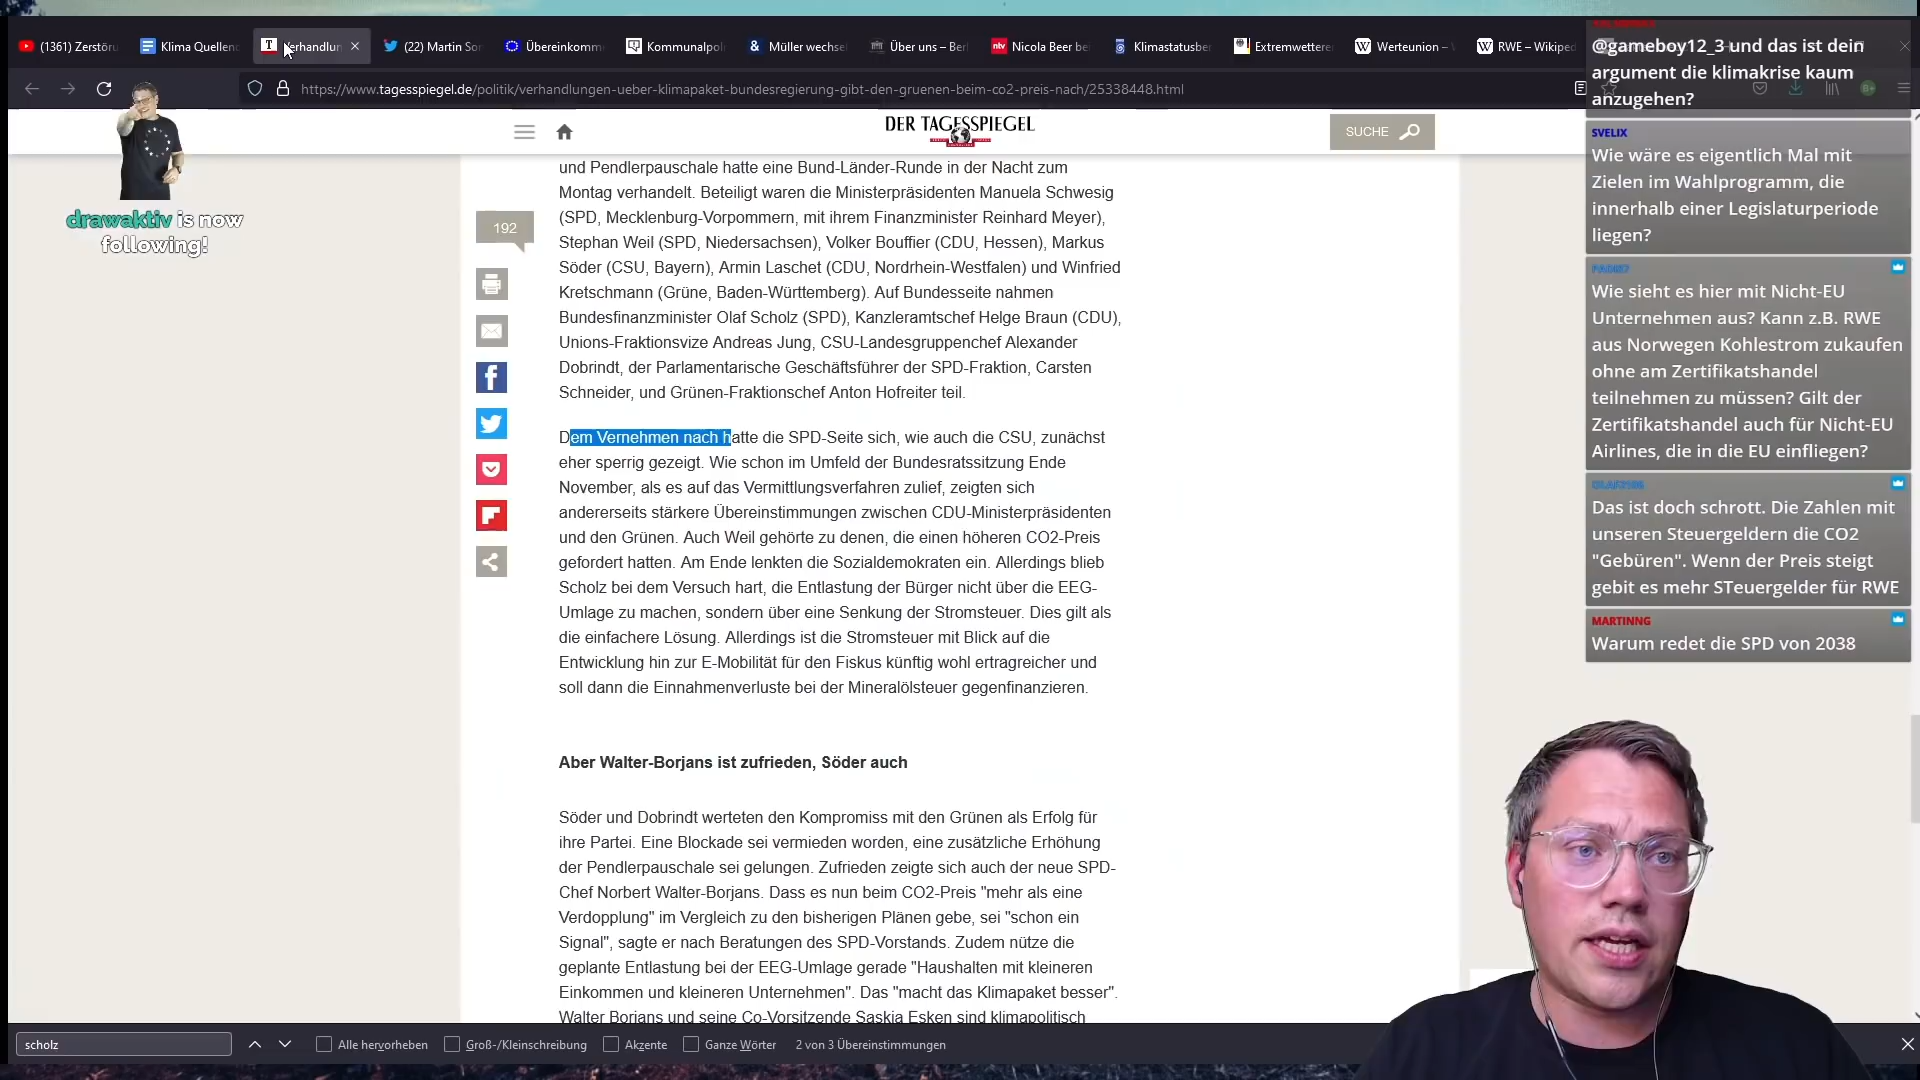 (1361) Zerstöru
Klima Quellen
Verhandlun
(22) Martin So
Übereinkomm
Kommunalpol
Müller wechse
Über uns – Ber
Nicola Beer be
Klimastatusber
Extremwettere
Werteunion –
RWE – Wikiped
https://www.tagesspiegel.de/politik/verhandlungen-ueber-klimapaket-bundesregierung-gibt-den-gruenen-beim-co2-preis-nach/25338448.html
DER TAGESSPIEGEL
SUCHE
drawaktiv is now
following!
192
und Pendlerpauschale hatte eine Bund-Länder-Runde in der Nacht zum
Montag verhandelt. Beteiligt waren die Ministerpräsidenten Manuela Schwesig
(SPD, Mecklenburg-Vorpommern, mit ihrem Finanzminister Reinhard Meyer),
Stephan Weil (SPD, Niedersachsen), Volker Bouffier (CDU, Hessen), Markus
Söder (CSU, Bayern), Armin Laschet (CDU, Nordrhein-Westfalen) und Winfried
Kretschmann (Grüne, Baden-Württemberg). Auf Bundesseite nahmen
Bundesfinanzminister Olaf Scholz (SPD), Kanzleramtschef Helge Braun (CDU),
Unions-Fraktionsvize Andreas Jung, CSU-Landesgruppenchef Alexander
Dobrindt, der Parlamentarische Geschäftsführer der SPD-Fraktion, Carsten
Schneider, und Grünen-Fraktionschef Anton Hofreiter teil.
Dem Vernehmen nach hatte die SPD-Seite sich, wie auch die CSU, zunächst
eher sperrig gezeigt. Wie schon im Umfeld der Bundesratssitzung Ende
November, als es auf das Vermittlungsverfahren zulief, zeigten sich
andererseits stärkere Übereinstimmungen zwischen CDU-Ministerpräsidenten
und den Grünen. Auch Weil gehörte zu denen, die einen höheren CO2-Preis
gefordert hatten. Am Ende lenkten die Sozialdemokraten ein. Allerdings blieb
Scholz bei dem Versuch hart, die Entlastung der Bürger nicht über die EEG-
Umlage zu machen, sondern über eine Senkung der Stromsteuer. Dies gilt als
die einfachere Lösung. Allerdings ist die Stromsteuer mit Blick auf die
Entwicklung hin zur E-Mobilität für den Fiskus künftig wohl ertragreicher und
soll dann die Einnahmenverluste bei der Mineralölsteuer gegenfinanzieren.
Aber Walter-Borjans ist zufrieden, Söder auch
Söder und Dobrindt werteten den Kompromiss mit den Grünen als Erfolg für
ihre Partei. Eine Blockade sei vermieden worden, eine zusätzliche Erhöhung
der Pendlerpauschale sei gelungen. Zufrieden zeigte sich auch der neue SPD-
Chef Norbert Walter-Borjans. Dass es nun beim CO2-Preis "mehr als eine
Verdopplung" im Vergleich zu den bisherigen Plänen gebe, sei "schon ein
Signal", sagte er nach Beratungen des SPD-Vorstands. Zudem nütze die
geplante Entlastung bei der EEG-Umlage gerade "Haushalten mit kleineren
Einkommen und kleineren Unternehmen". Das "macht das Klimapaket besser".
Walter Borjans und seine Co-Vorsitzende Saskia Esken sind klimapolitisch
@gameboy12_3 und das ist dein
argument die klimakrise kaum
anzugehen?
SVELIX
Wie wäre es eigentlich Mal mit
Zielen im Wahlprogramm, die
innerhalb einer Legislaturperiode
liegen?
Wie sieht es hier mit Nicht-EU
Unternehmen aus? Kann z.B. RWE
aus Norwegen Kohlestrom zukaufen
ohne am Zertifikatshandel
teilnehmen zu müssen? Gilt der
Zertifikatshandel auch für Nicht-EU
Airlines, die in die EU einfliegen?
Das ist doch schrott. Die Zahlen mit
unseren Steuergeldern die CO2
"Gebüren". Wenn der Preis steigt
gebit es mehr STeuergelder für RWE
MARTINNG
Warum redet die SPD von 2038
scholz
Alle hervorheben
Groß-/Kleinschreibung
Akzente
Ganze Wörter
2 von 3 Übereinstimmungen